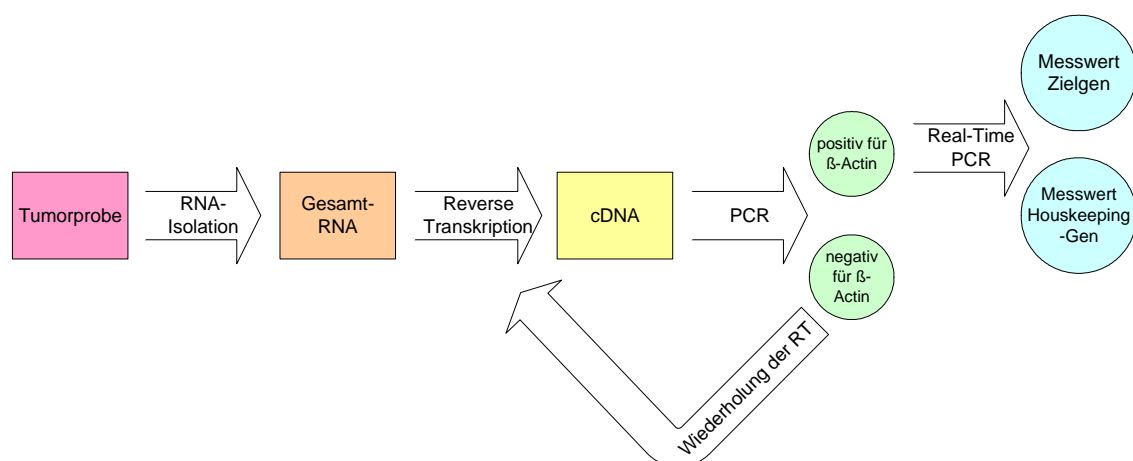 Tumorprobe
RNA-
Isolation
Gesamt-
RNA
Reverse
Transkription
cDNA
PCR
positiv für
ß-Actin
negativ
für ß-
Actin
Wiederholung der RT
Real-Time
PCR
Messwert
Zielgen
Messwert
Houskeeping
-Gen